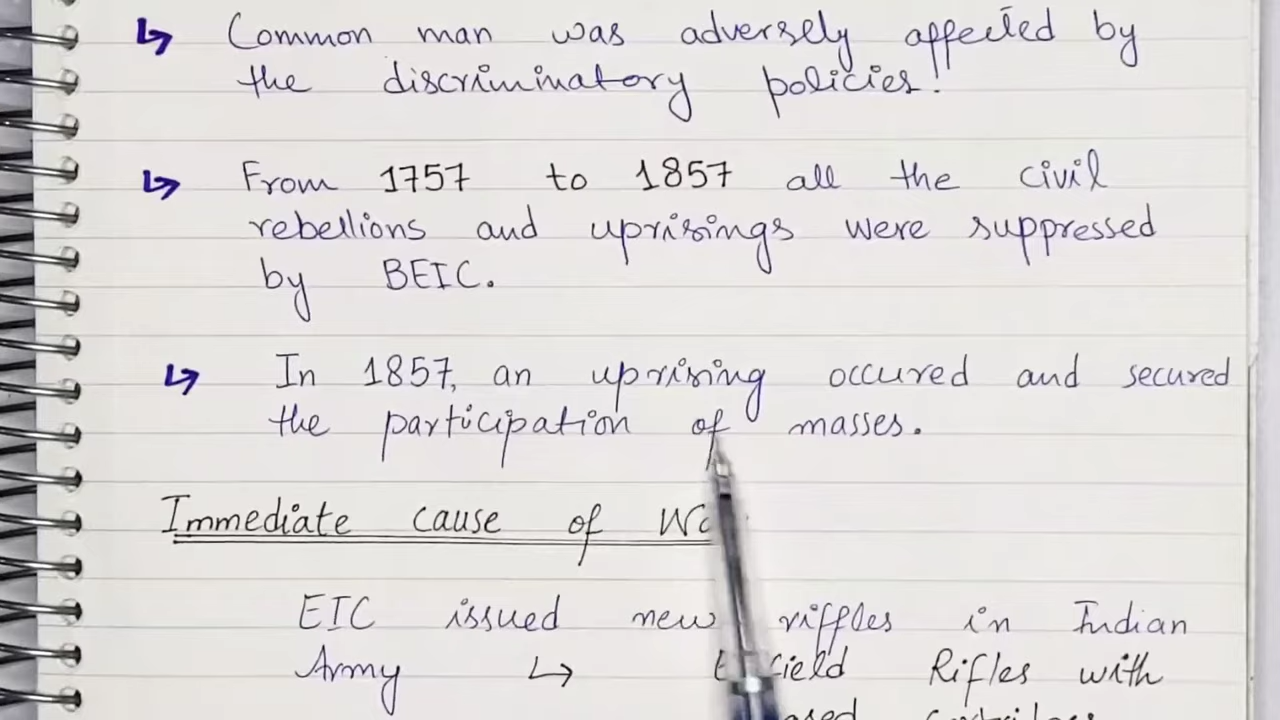 Common man was adversely affected by
the discriminatory policies!
From 1757 to 1857 all the civil
rebellions and uprisings were suppressed
by BEIC.
In 1857, an uprising occured and secured
the participation of masses.
Immediate cause of
EIC issued new riffles in Indian
Army ↳ Rifles with